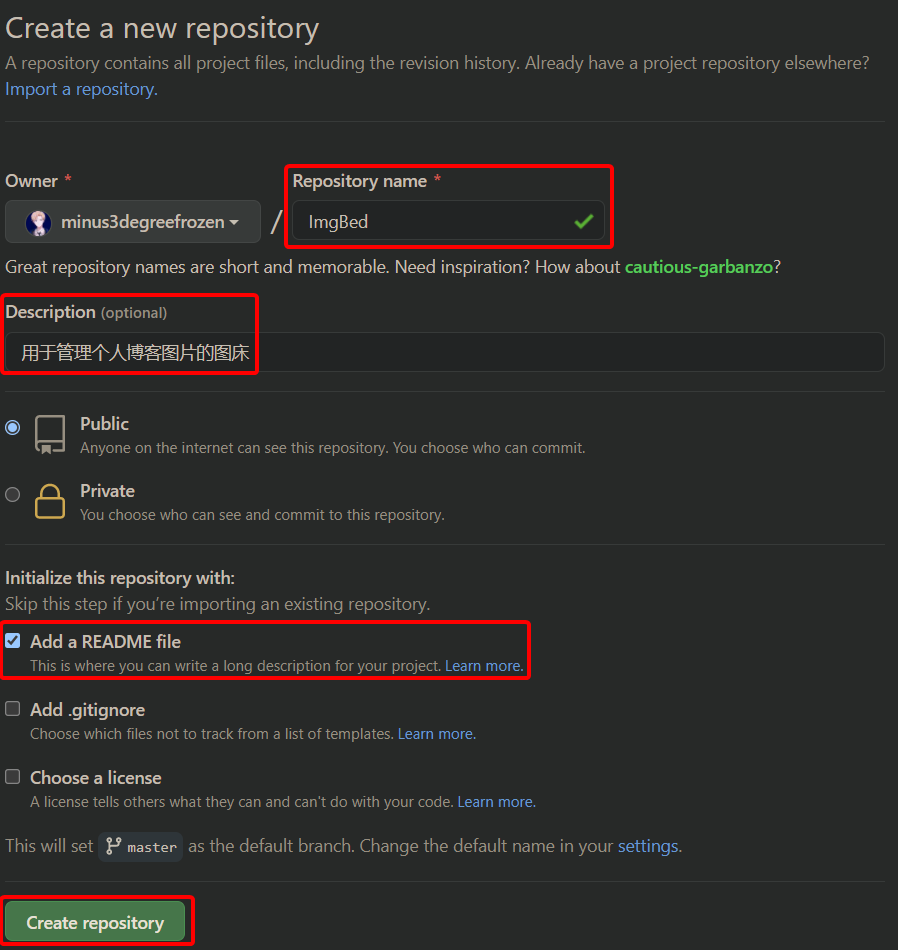 Create a new repository
A repository contains all project files, including the revision history. Already have a project repository elsewhere?
Import a repository.
Owner *
Repository name *
minus3degreefrozen
/
ImgBed
Great repository names are short and memorable. Need inspiration? How about cautious-garbanzo?
Description (optional)
用于管理个人博客图片的图床
Public
Anyone on the internet can see this repository. You choose who can commit.
Private
You choose who can see and commit to this repository.
Initialize this repository with:
Skip this step if you’re importing an existing repository.
Add a README file
This is where you can write a long description for your project. Learn more.
Add .gitignore
Choose which files not to track from a list of templates. Learn more.
Choose a license
A license tells others what they can and can't do with your code. Learn more.
This will set master as the default branch. Change the default name in your settings.
Create repository